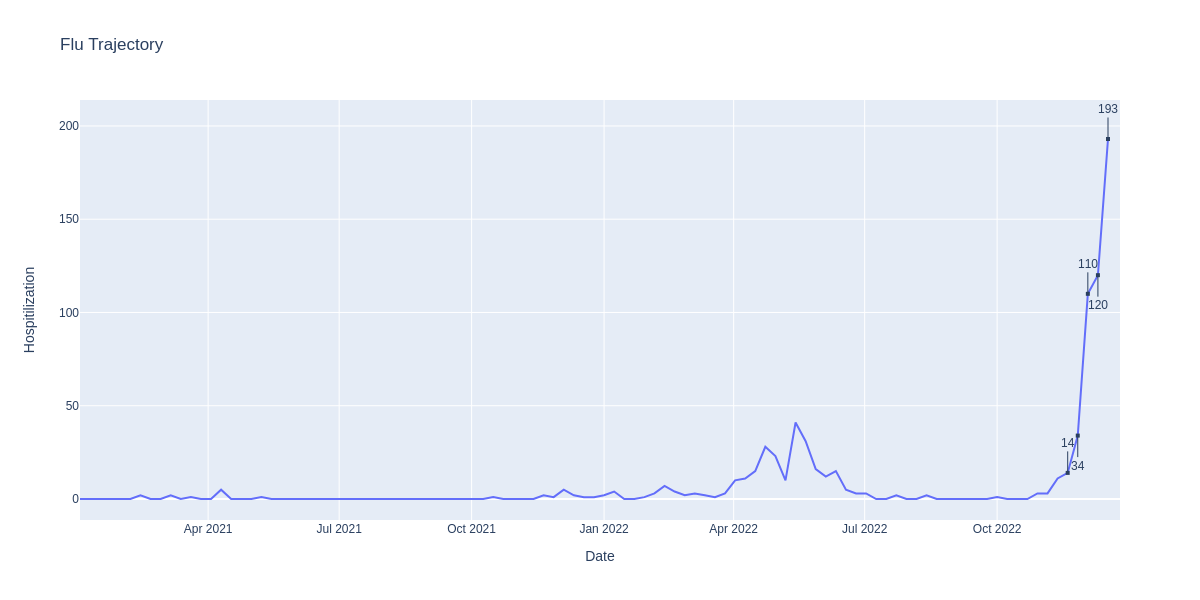 Flu Trajectory
193
200
150
110
120
100
50
14
34
0
Apr 2021
Jul 2021
Oct 2021
Jan 2022
Apr 2022
Jul 2022
Oct 2022
Date
Hospitilization